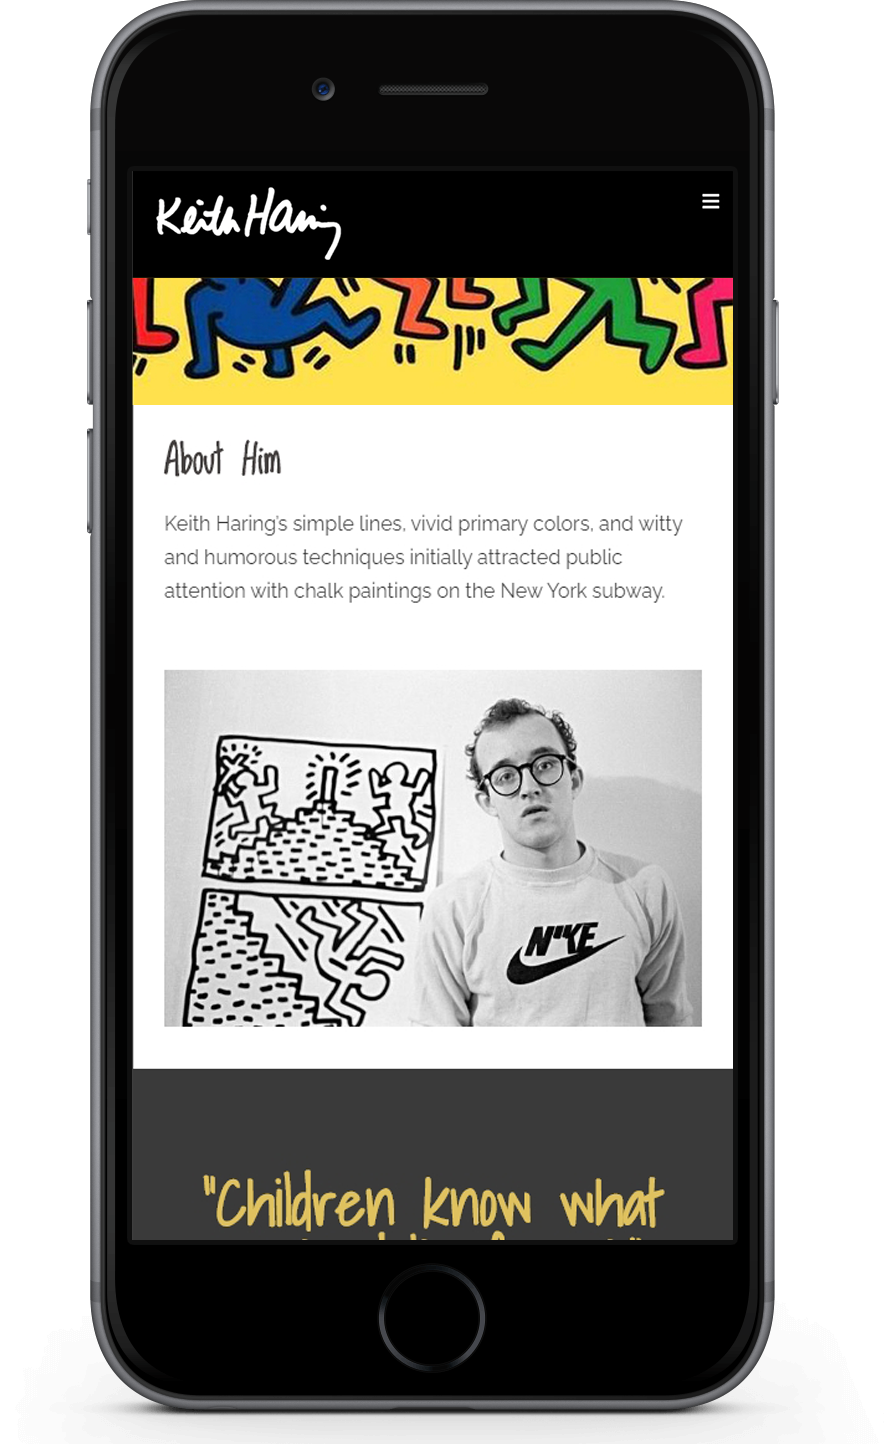 Keith Haring
About Him
Keith Haring's simple lines, vivid primary colors, and witty
and humorous techniques initially attracted public
attention with chalk paintings on the New York subway.
NIKE
"Children know what